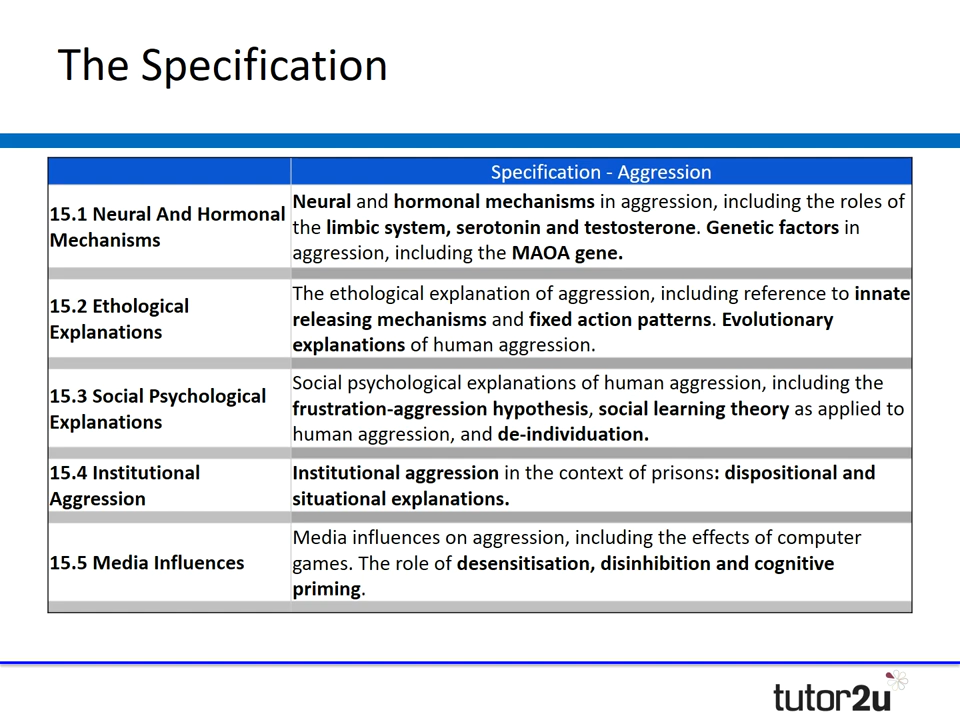 The Specification
Specification - Aggression
15.1 Neural And Hormonal
Mechanisms
Neural and hormonal mechanisms in aggression, including the roles of
the limbic system, serotonin and testosterone. Genetic factors in
aggression, including the MAOA gene.
15.2 Ethological
Explanations
The ethological explanation of aggression, including reference to innate
releasing mechanisms and fixed action patterns. Evolutionary
explanations of human aggression.
15.3 Social Psychological
Explanations
Social psychological explanations of human aggression, including the
frustration-aggression hypothesis, social learning theory as applied to
human aggression, and de-individuation.
15.4 Institutional
Aggression
Institutional aggression in the context of prisons: dispositional and
situational explanations.
15.5 Media Influences
Media influences on aggression, including the effects of computer
games. The role of desensitisation, disinhibition and cognitive
priming.
tutor2u